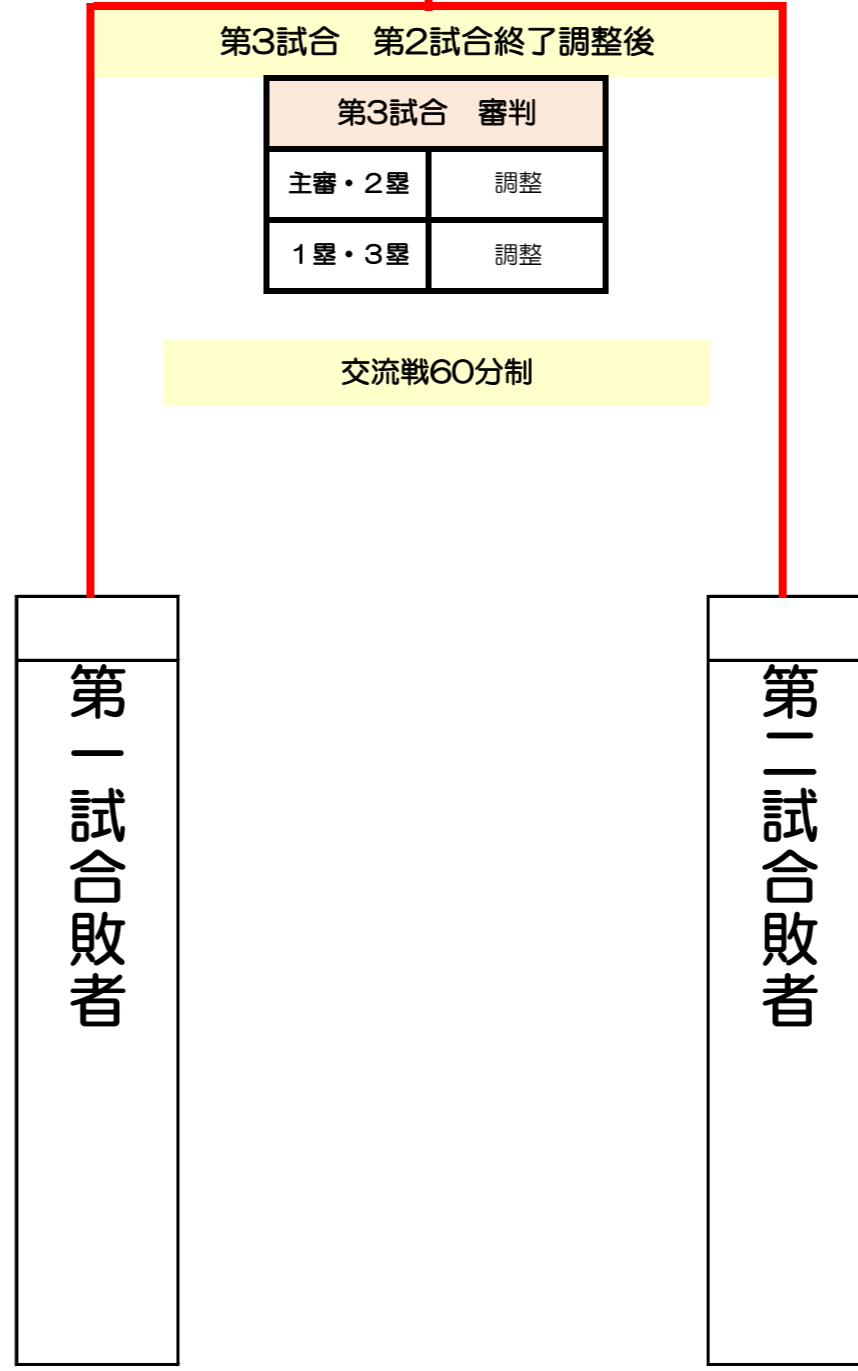 第3試合　第2試合終了調整後
第3試合　審判
主審・２塁　調整
１塁・３塁　調整
交流戦60分制
第一試合敗者
第二試合敗者